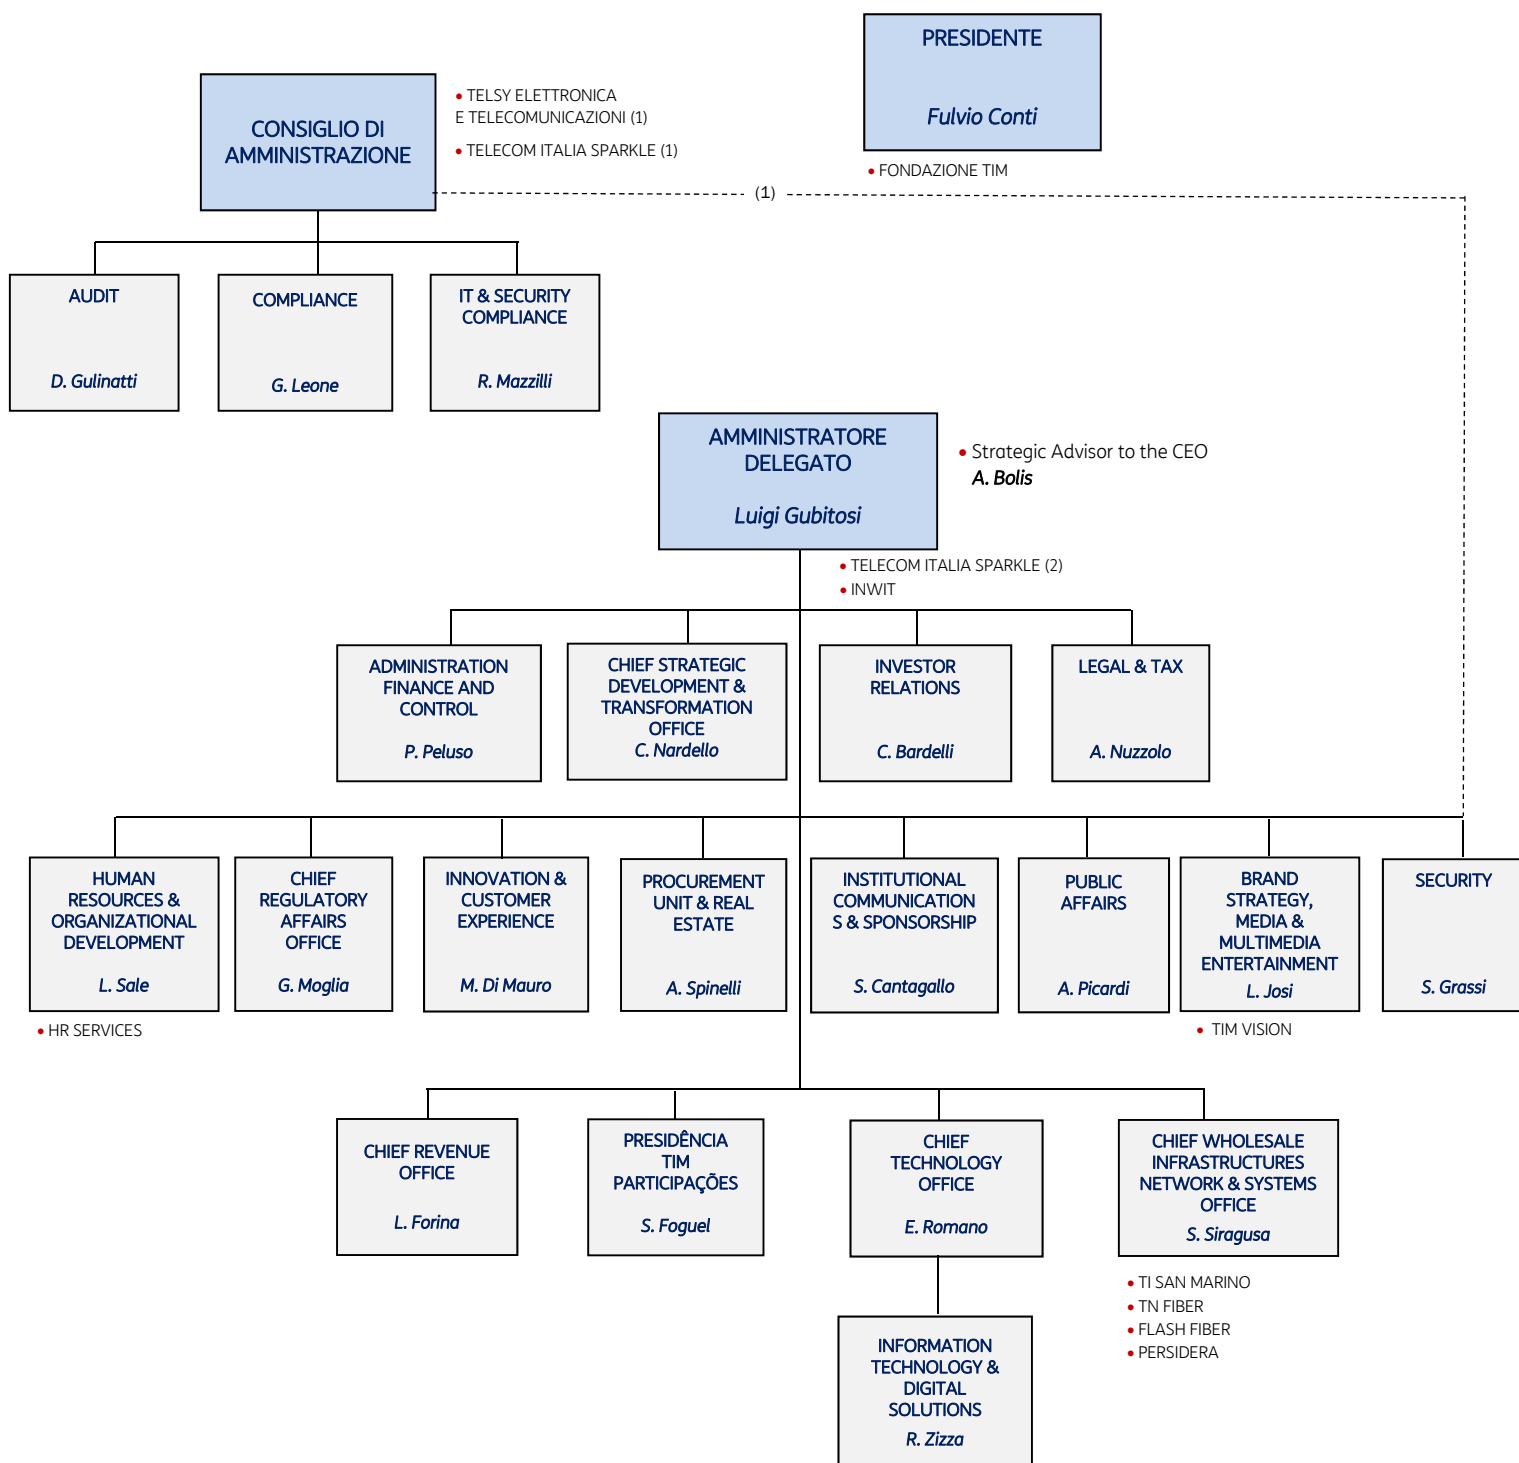 PRESIDENTE
Fulvio Conti
• FONDAZIONE TIM
CONSIGLIO DI
AMMINISTRAZIONE
• TELSY ELETTRONICA
E TELECOMUNICAZIONI (1)
• TELECOM ITALIA SPARKLE (1)
(1)
AUDIT
D. Gulinatti
COMPLIANCE
G. Leone
IT & SECURITY
COMPLIANCE
R. Mazzilli
AMMINISTRATORE
DELEGATO
Luigi Gubitosi
• Strategic Advisor to the CEO
A. Bolis
• TELECOM ITALIA SPARKLE (2)
• INWIT
ADMINISTRATION
FINANCE AND
CONTROL
P. Peluso
CHIEF STRATEGIC
DEVELOPMENT &
TRANSFORMATION
OFFICE
C. Nardello
INVESTOR
RELATIONS
C. Bardelli
LEGAL & TAX
A. Nuzzolo
HUMAN
RESOURCES &
ORGANIZATIONAL
DEVELOPMENT
L. Sale
• HR SERVICES
CHIEF
REGULATORY
AFFAIRS
OFFICE
G. Moglia
INNOVATION &
CUSTOMER
EXPERIENCE
M. Di Mauro
PROCUREMENT
UNIT & REAL
ESTATE
A. Spinelli
INSTITUTIONAL
COMMUNICATION
S & SPONSORSHIP
S. Cantagallo
PUBLIC
AFFAIRS
A. Picardi
BRAND
STRATEGY,
MEDIA &
MULTIMEDIA
ENTERTAINMENT
L. Josi
• TIM VISION
SECURITY
S. Grassi
CHIEF REVENUE
OFFICE
L. Forina
PRESIDÊNCIA
TIM
PARTICIPAÇÕES
S. Foguel
CHIEF
TECHNOLOGY
OFFICE
E. Romano
CHIEF WHOLESALE
INFRASTRUCTURES
NETWORK & SYSTEMS
OFFICE
S. Siragusa
• TI SAN MARINO
• TN FIBER
• FLASH FIBER
• PERSIDERA
INFORMATION
TECHNOLOGY &
DIGITAL
SOLUTIONS
R. Zizza